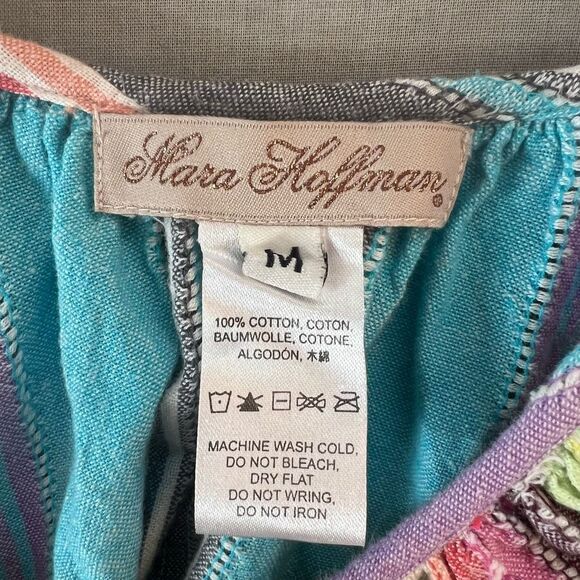 Mara Hoffman®
M
100% COTTON, COTON,
BAUMWOLLE, COTONE,
ALGODÓN, 木綿
MACHINE WASH COLD,
DO NOT BLEACH,
DRY FLAT
DO NOT WRING,
DO NOT IRON